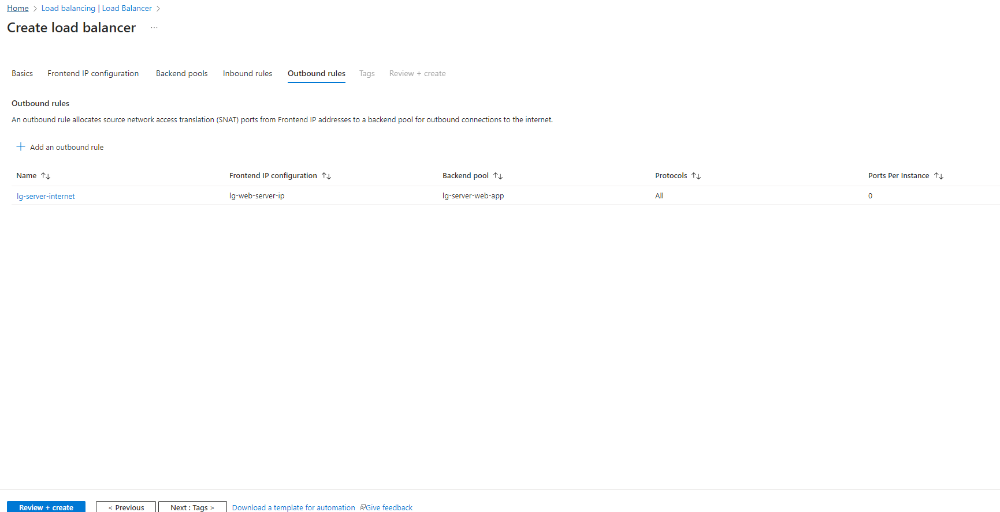 Home > Load balancing | Load Balancer >
Create load balancer ...
Basics Frontend IP configuration Backend pools Inbound rules Outbound rules Tags Review + create
Outbound rules
An outbound rule allocates source network access translation (SNAT) ports from Frontend IP addresses to a backend pool for outbound connections to the internet.
+ Add an outbound rule
Name ↑↓ Frontend IP configuration ↑↓ Backend pool ↑↓ Protocols ↑↓ Ports Per Instance ↑↓
lg-server-internet lg-web-server-ip lg-server-web-app All 0
Review + create < Previous Next : Tags > Download a template for automation Give feedback